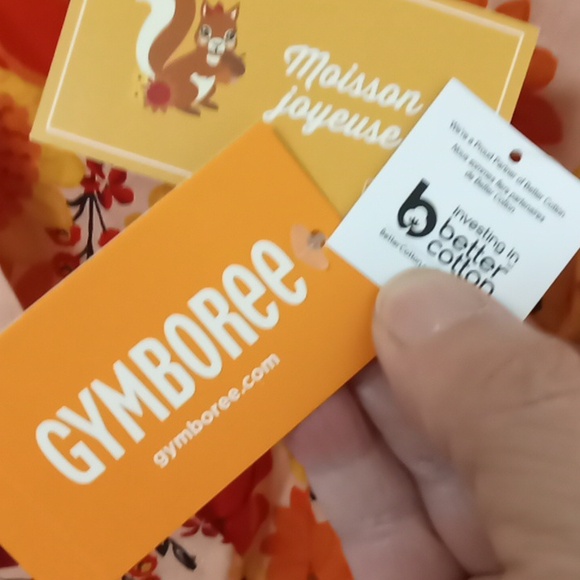 Moisson
joyeuse
We're a Proud Partner of Better Cotton
Nous sommes fiers partenaires
de Better Cotton
investing in
better
cotton
BetterCotton
GYMBOREE
gymboree.com